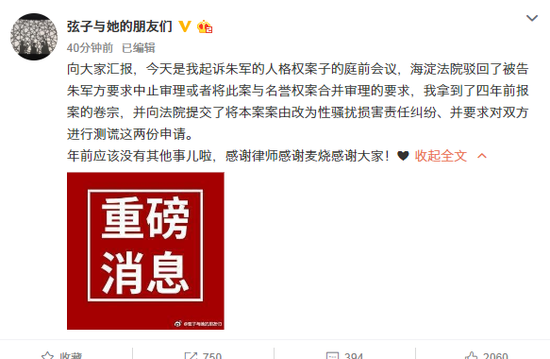 弦子与她的朋友们
40分钟前 已编辑
向大家汇报,今天是我起诉朱军的人格权案子的庭前会议,海淀法院驳回了被告
朱军方要求中止审理或者将此案与名誉权案合并审理的要求,我拿到了四年前报
案的卷宗,并向法院提交了将本案案由改为性骚扰损害责任纠纷、并要求对双方
进行测谎这两份申请。
年前应该没有其他事儿啦,感谢律师感谢麦烧感谢大家!❤ 收起全文
重磅
消息
@弦子与她的朋友们
收藏 750 394 2060